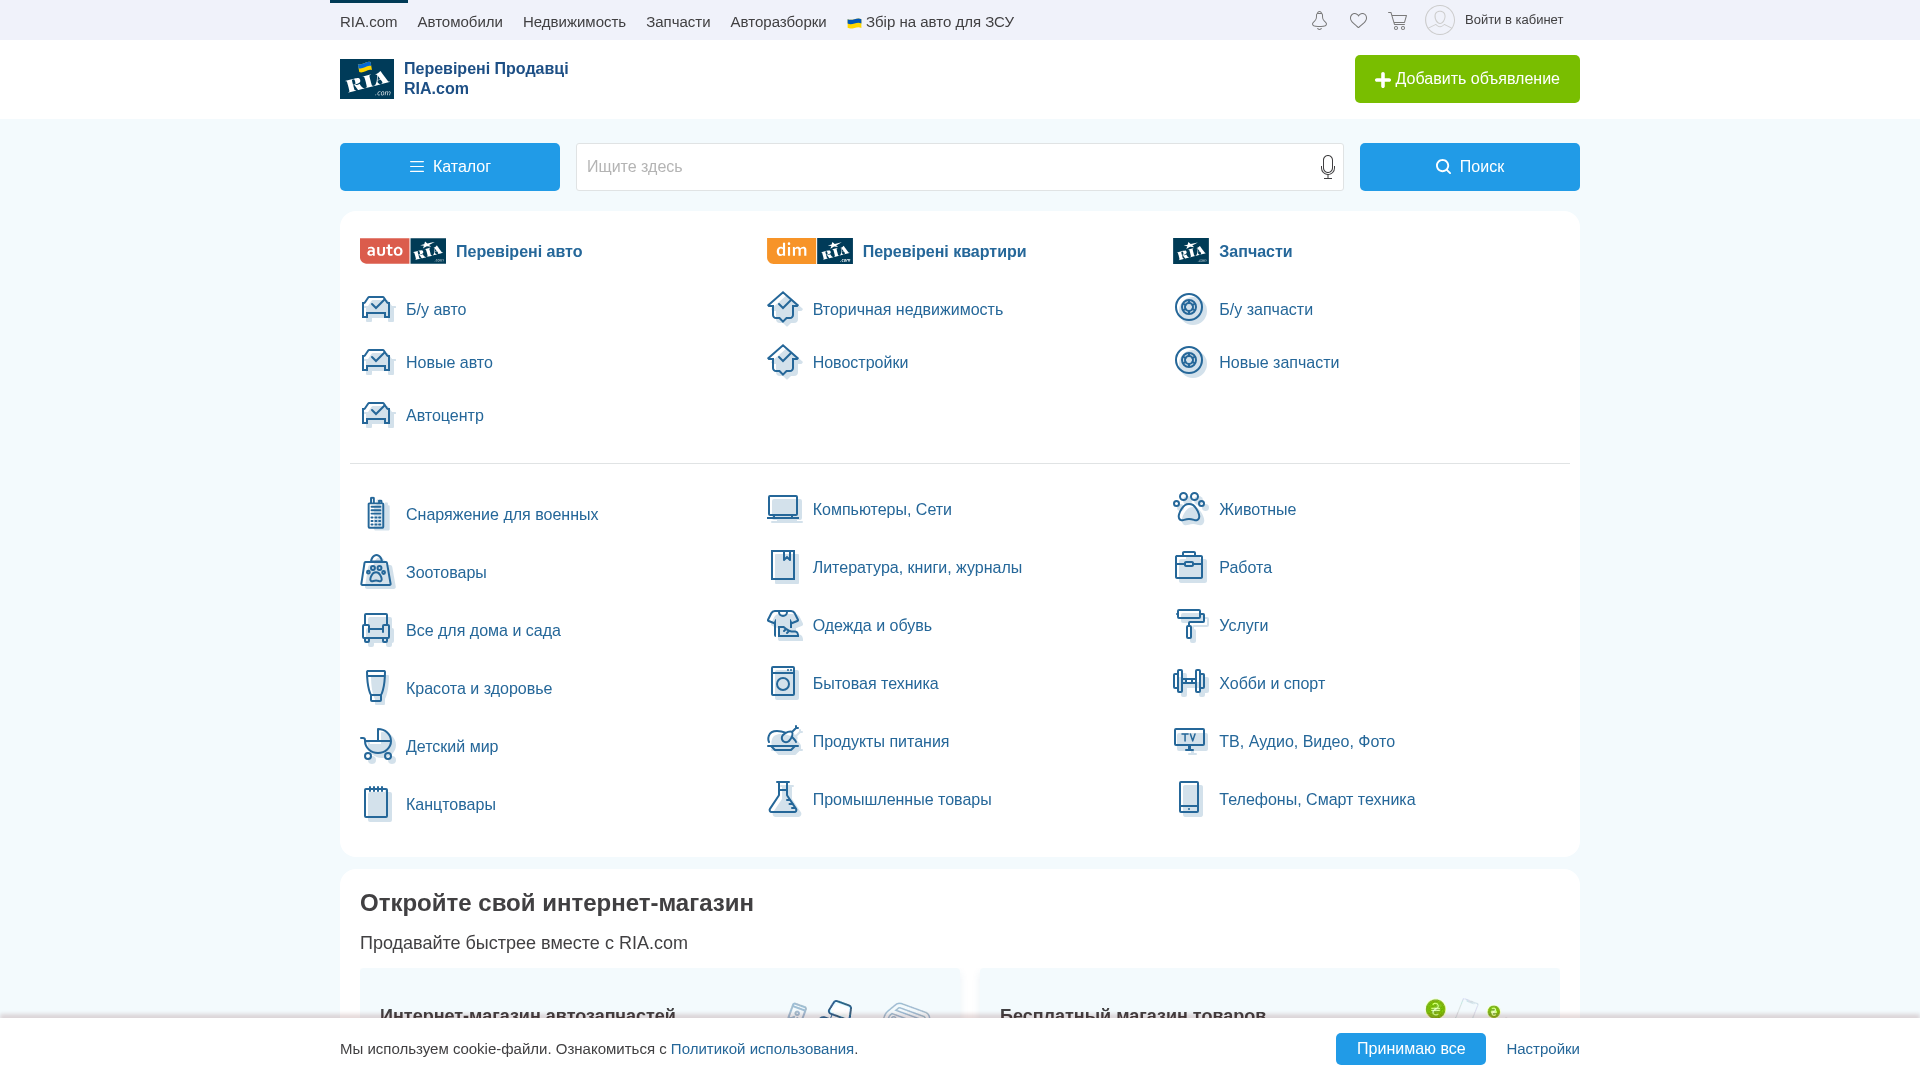 RIA.com Автомобили Недвижимость Запчасти Авторазборки Збір на авто для ЗСУ Войти в кабинет
RIA .com Перевірені Продавці
RIA.com
Добавить объявление
Каталог Ищите здесь Поиск
auto RIA .com Перевірені авто
dim RIA .com Перевірені квартири
RIA Запчасти
Б/у авто Вторичная недвижимость Б/у запчасти
Новые авто Новостройки Новые запчасти
Автоцентр
Снаряжение для военных Компьютеры, Сети Животные
Зоотовары Литература, книги, журналы Работа
Все для дома и сада Одежда и обувь Услуги
Красота и здоровье Бытовая техника Хобби и спорт
Детский мир Продукты питания TV ТВ, Аудио, Видео, Фото
Канцтовары Промышленные товары Телефоны, Смарт техника
Откройте свой интернет-магазин
Продавайте быстрее вместе с RIA.com
Интернет-магазин автозапчастей Бесплатный магазин товаров
Мы используем cookie-файлы. Ознакомиться с Политикой использования. Принимаю все Настройки